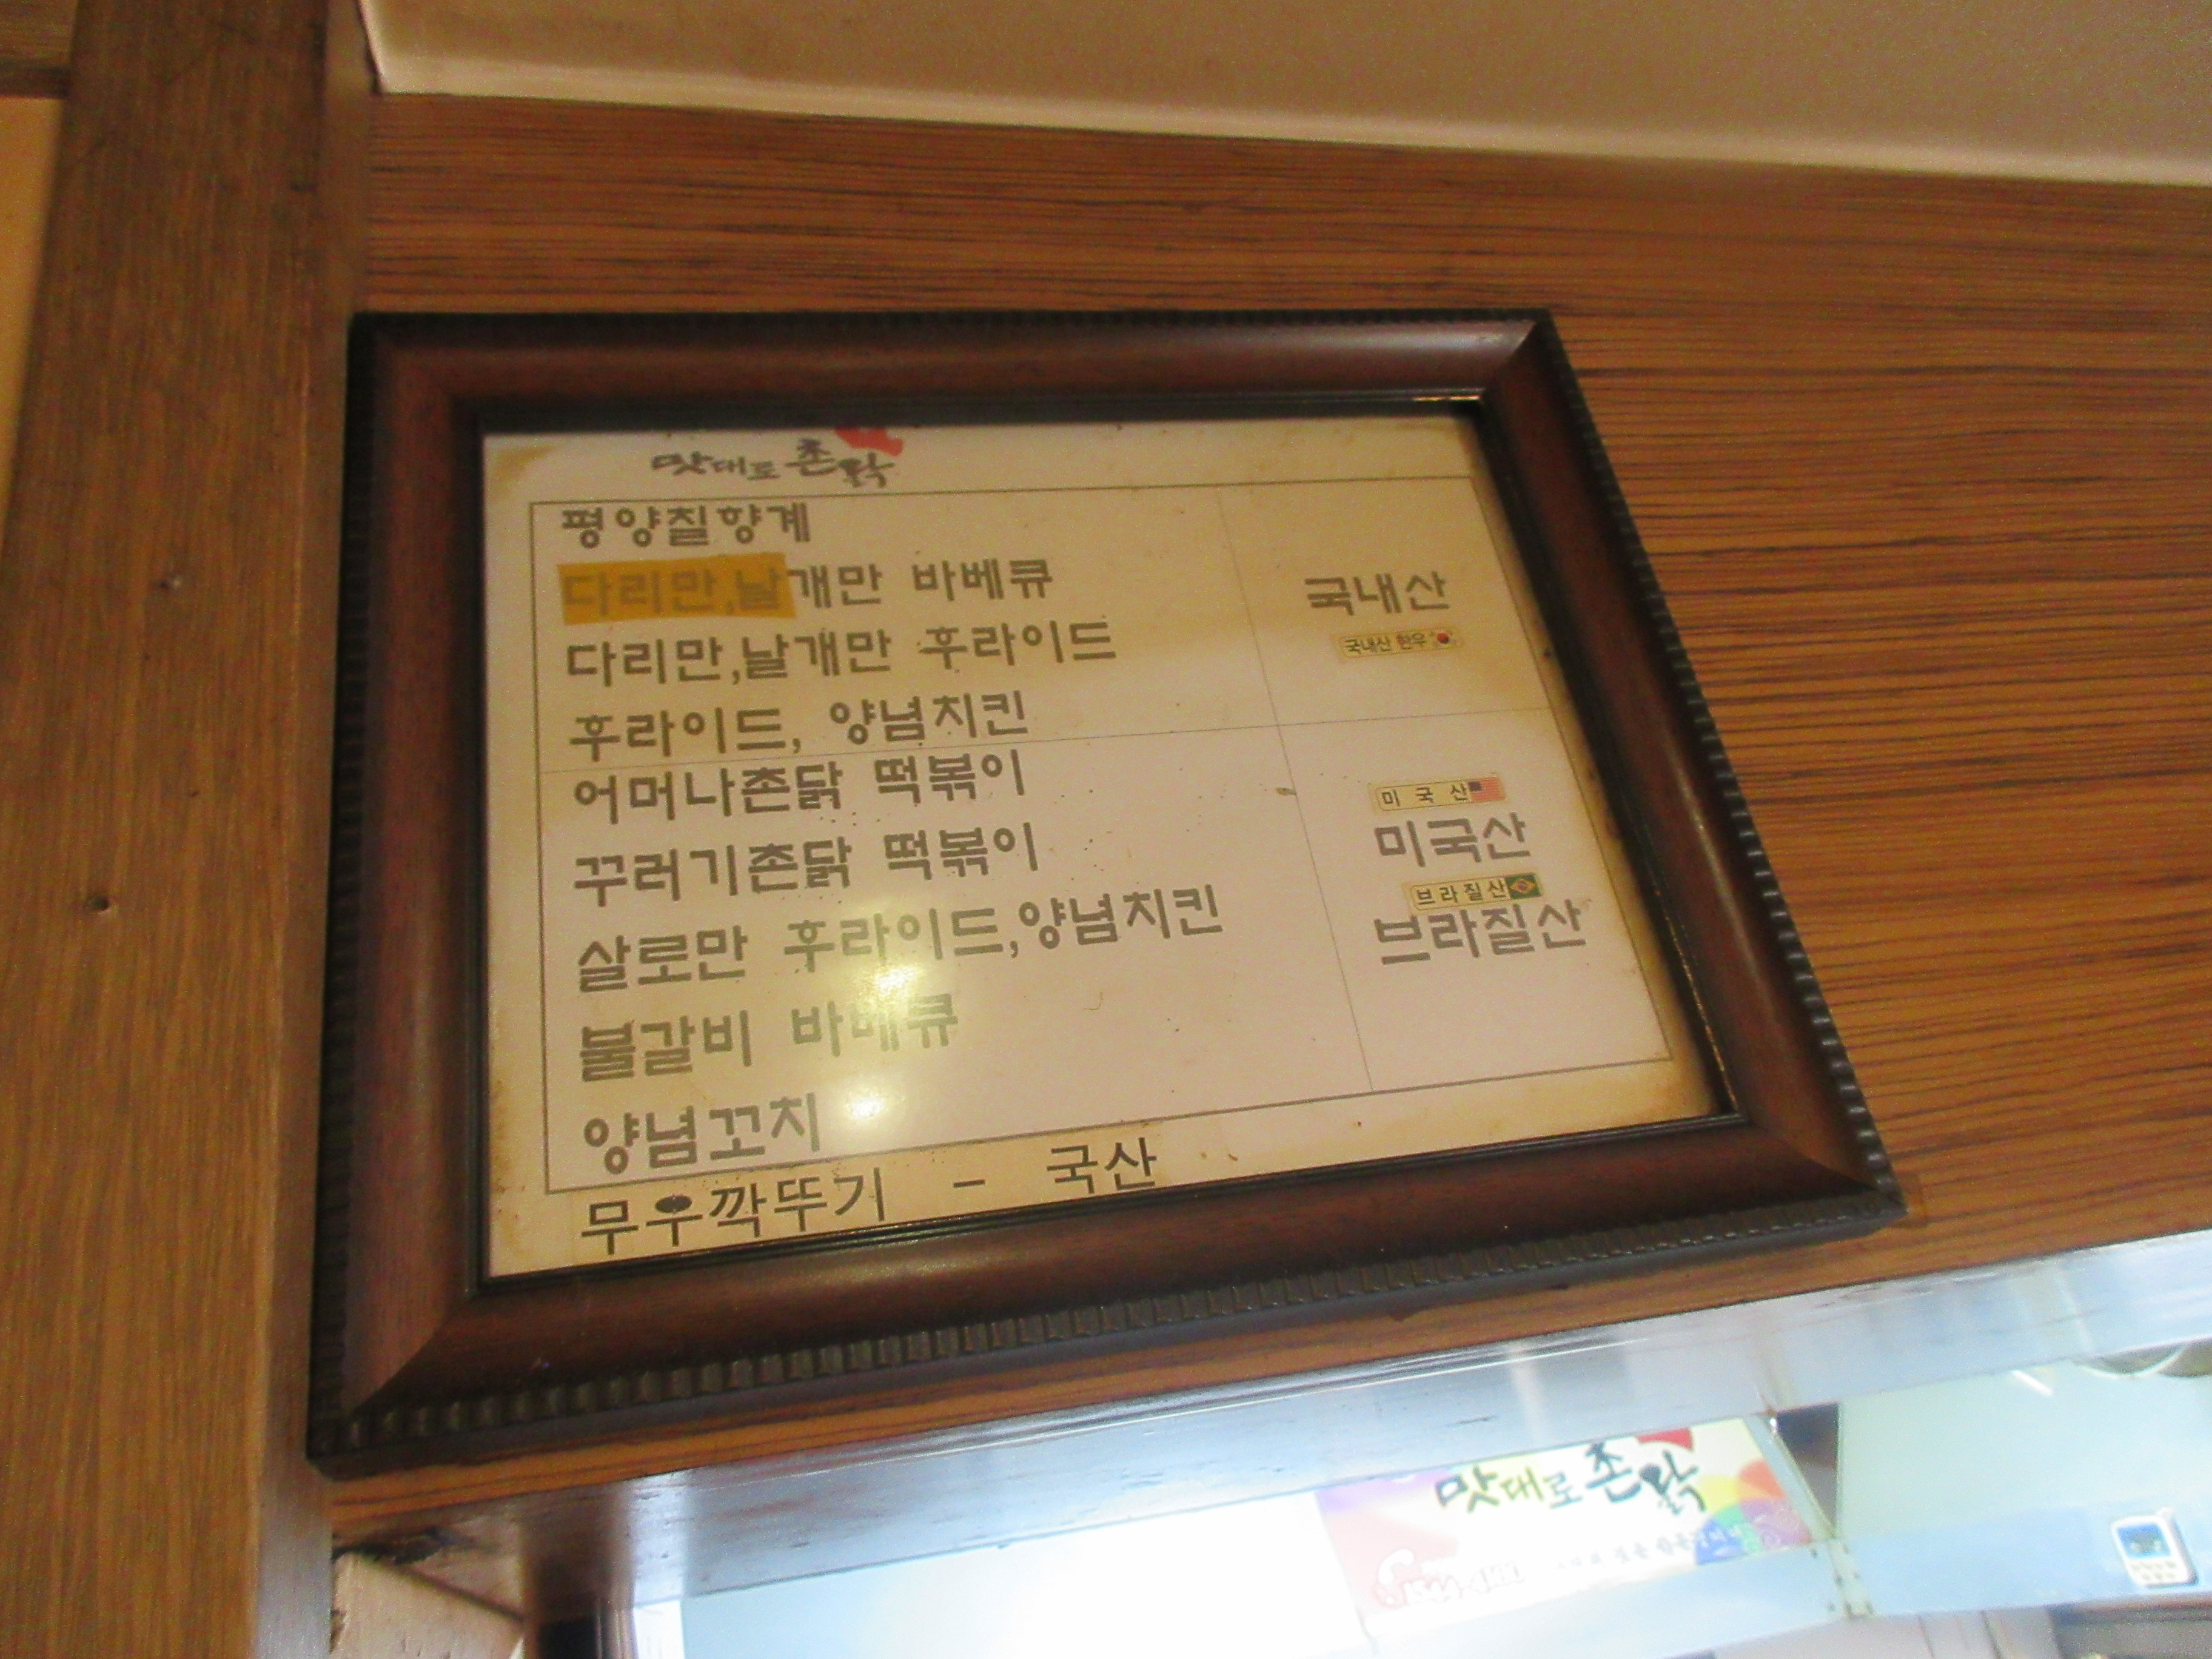 맛대로촌닭
평양칠향계
다리만,날개만 바베큐
다리만,날개만 후라이드
후라이드, 양념치킨
국내산
국내산 한우
어머나촌닭 떡볶이
꾸러기촌닭 떡볶이
살로만 후라이드,양념치킨
불갈비 바베큐
양념꼬치
미국산
미국산
브라질산
브라질산
무우깍뚜기 - 국산
맛대로촌닭